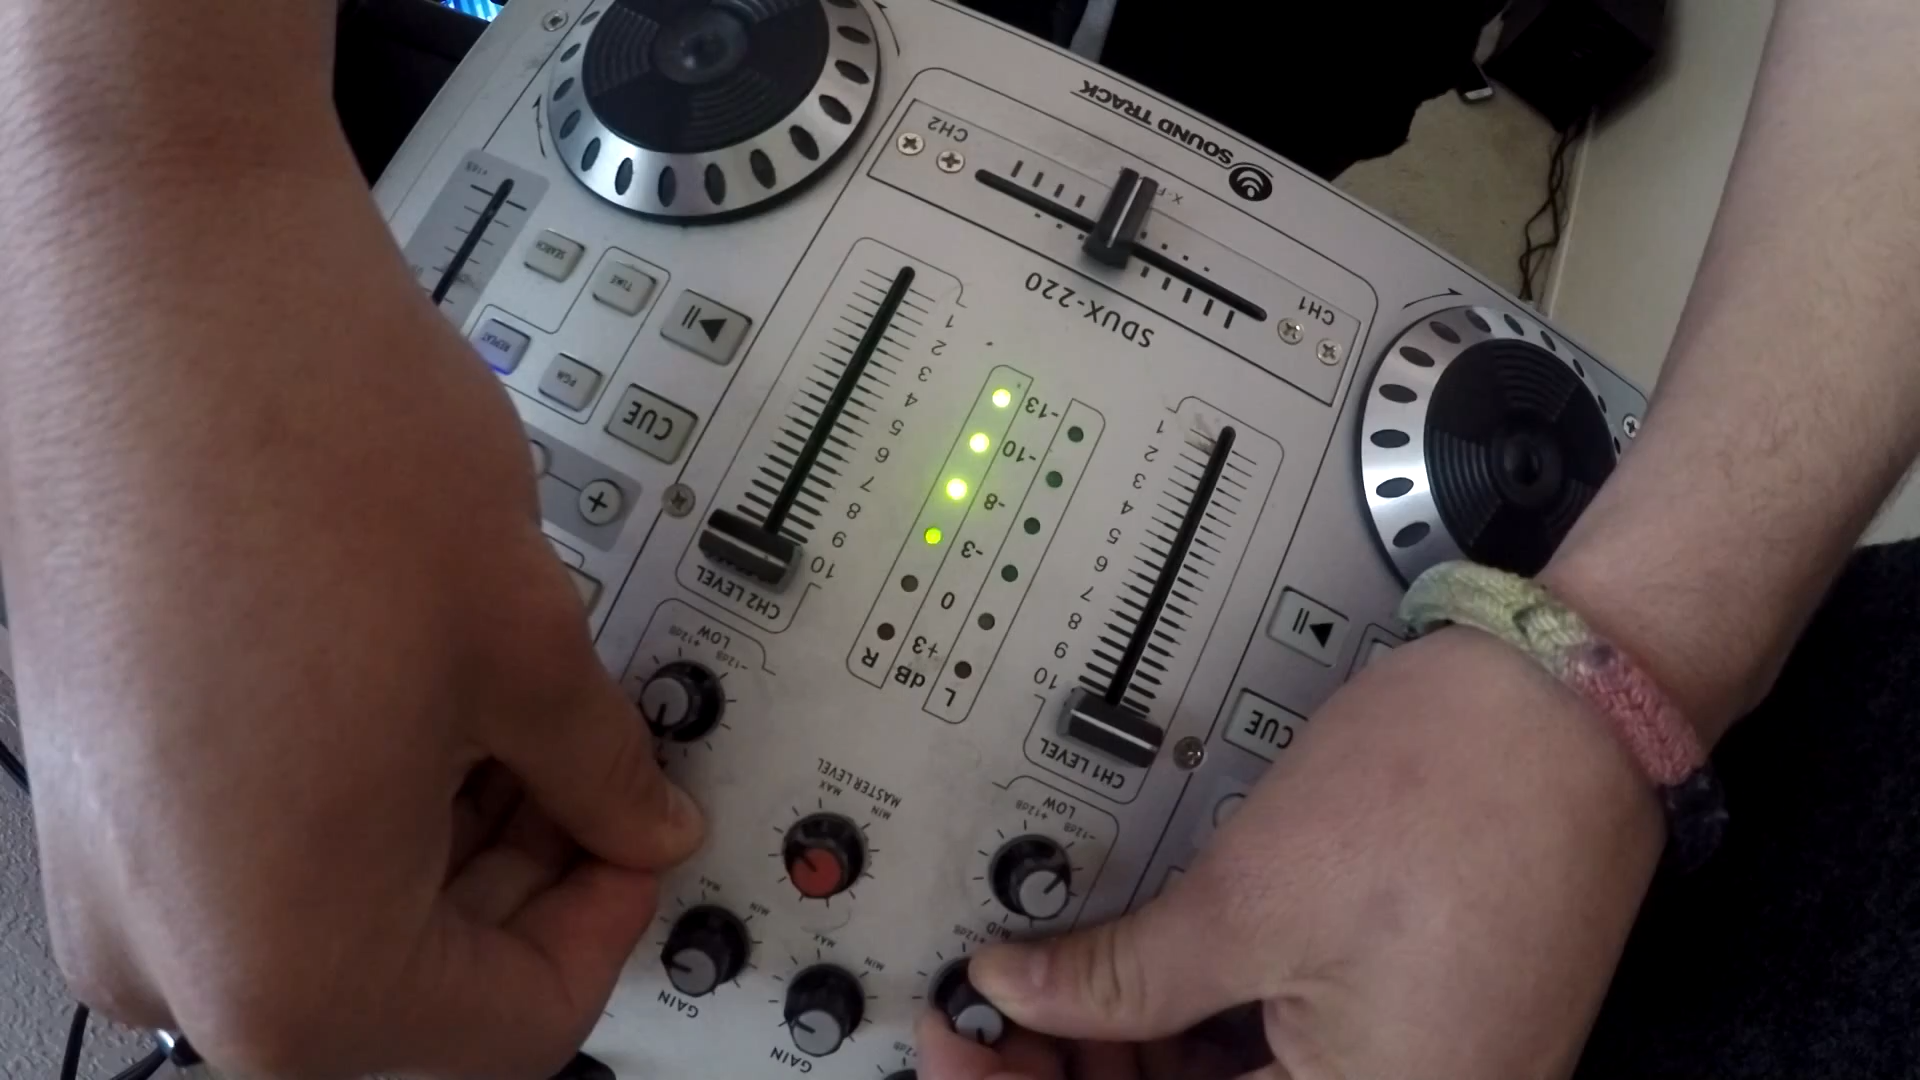 SOUND TRACK
CH2
X-F
CH1
SDUX-220
+1dB
SEARCH
TIME
REPEAT
PGM
CUE
+
1
2
3
4
5
6
7
8
9
10
CH2 LEVEL
-13
-10
-8
-3
0
+3
dB
R
L
1
2
3
4
5
6
7
8
9
10
CH1 LEVEL
CUE
LOW
-12dB
+12dB
MASTER LEVEL
MIN
MAX
LOW
-12dB
+12dB
MID
+12dB
MIN
MAX
GAIN
MIN
MAX
GAIN
+12dB